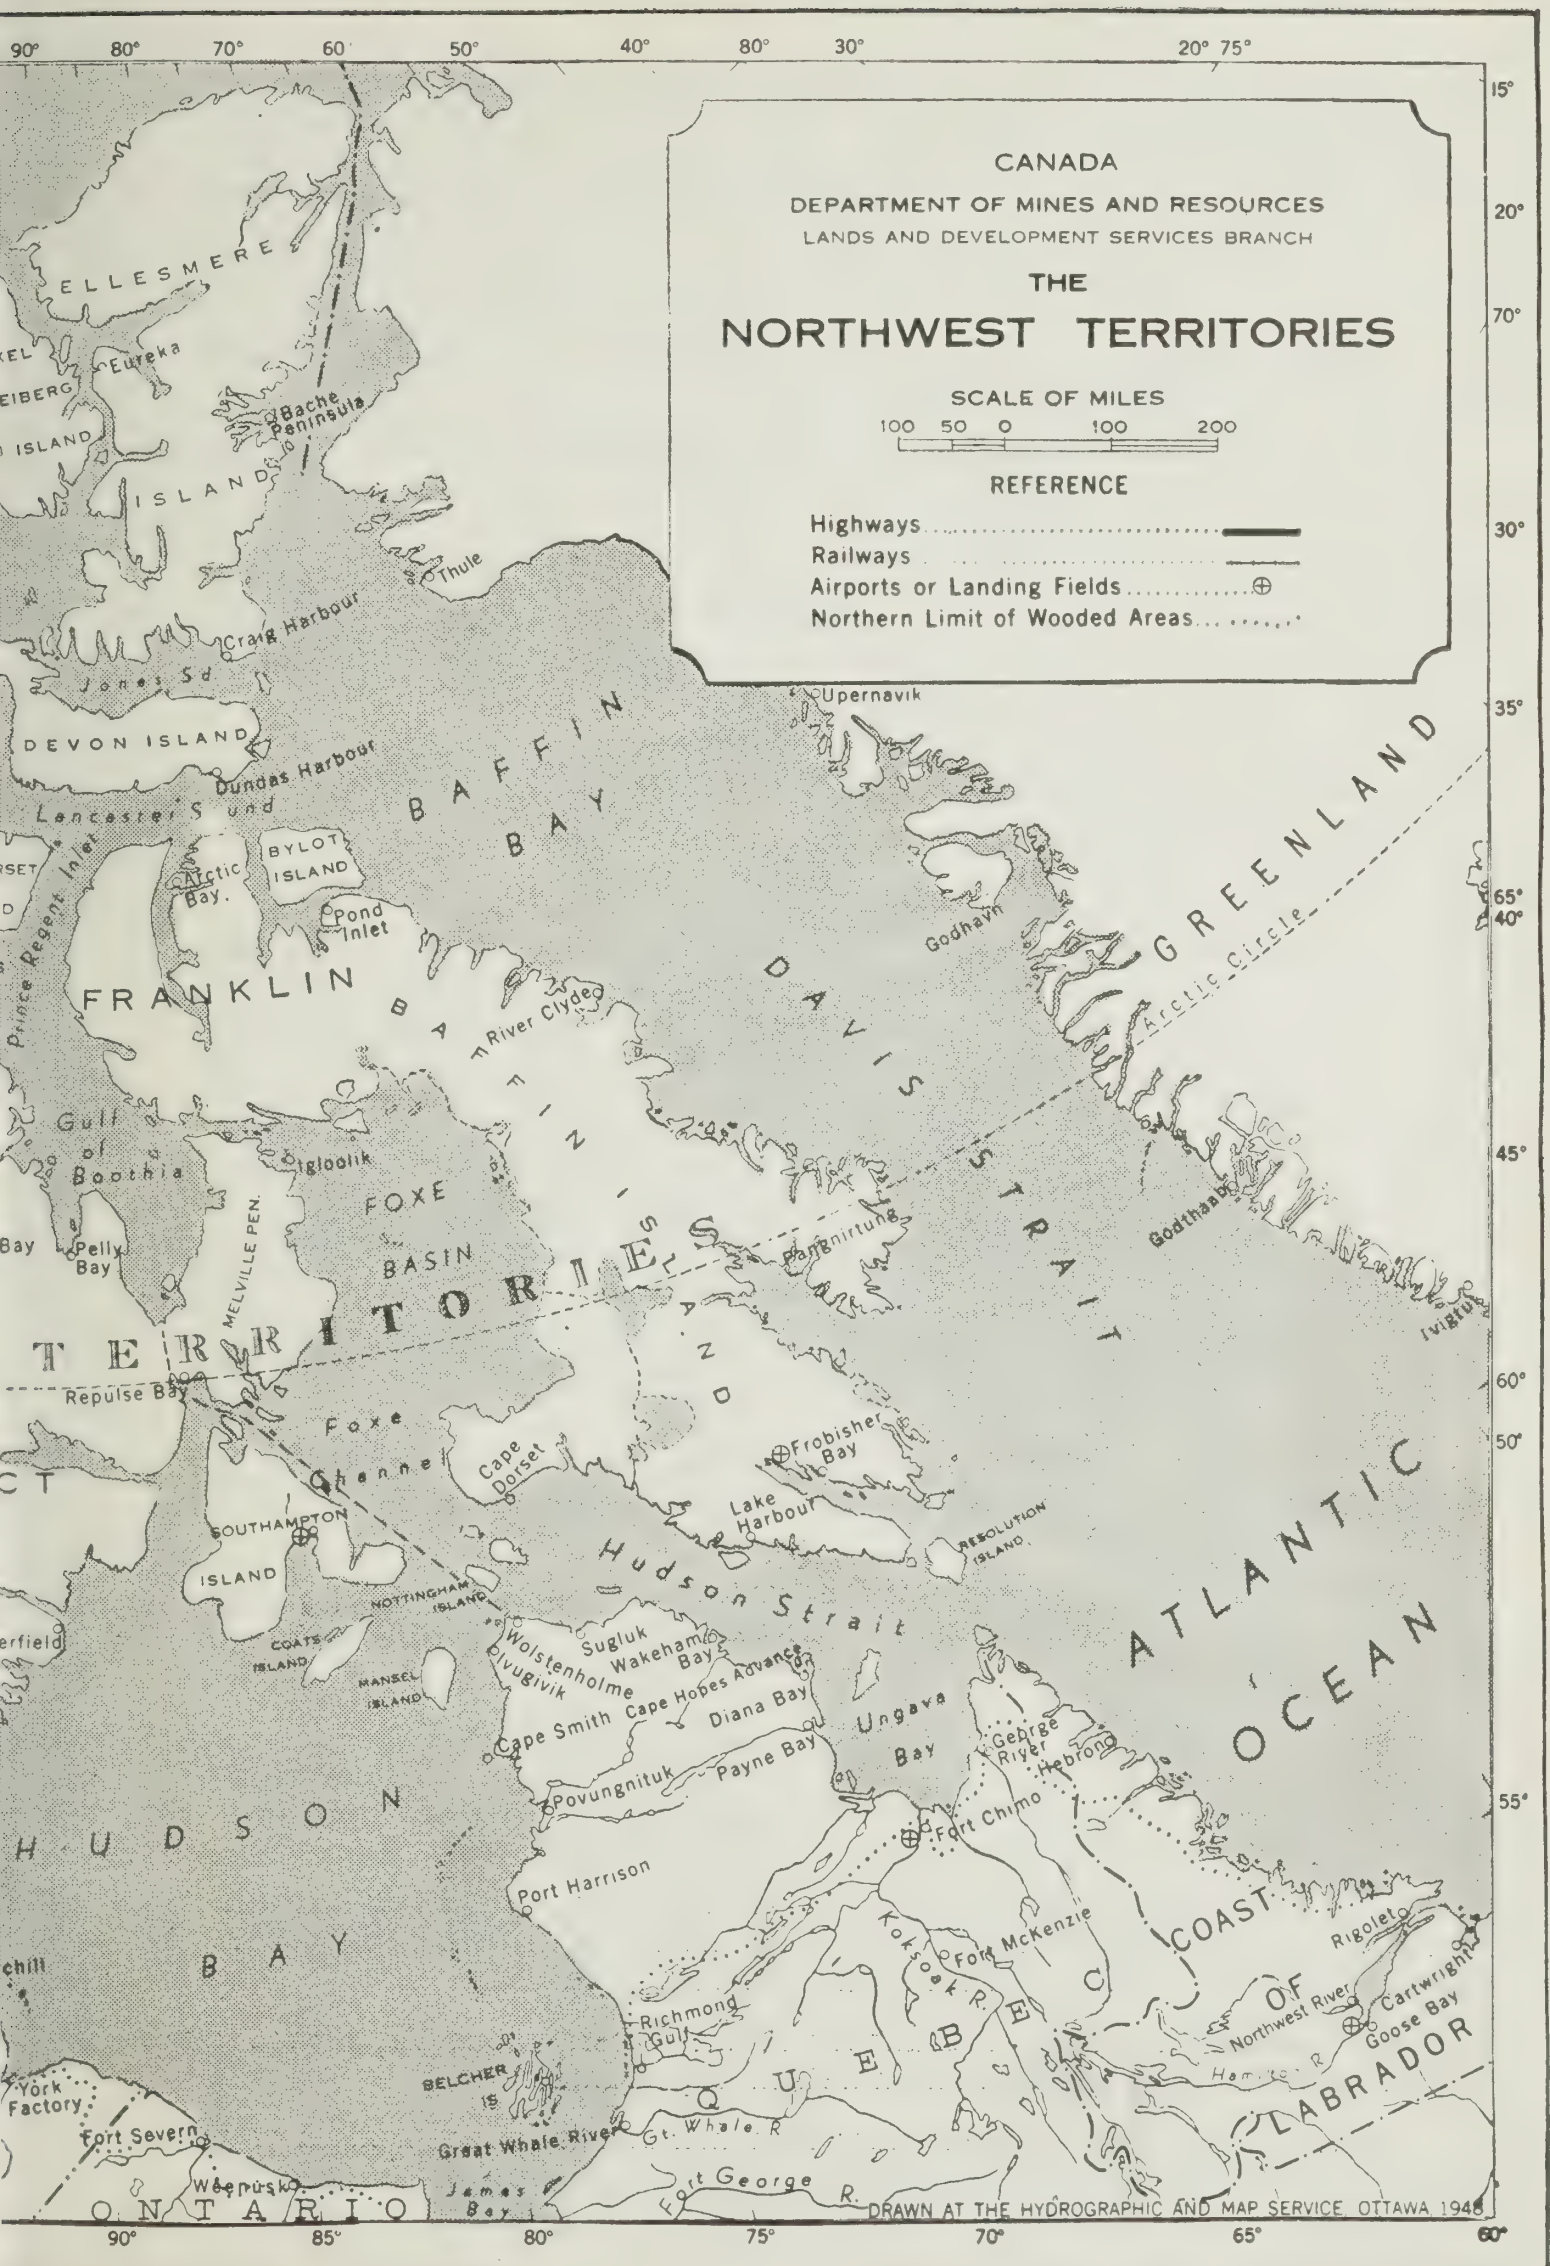 90° 80° 70° 60° 50° 40° 80° 30° 20° 75°
15°
20°
70°
30°
35°
65°
40°
45°
60°
50°
55°
CANADA
DEPARTMENT OF MINES AND RESOURCES
LANDS AND DEVELOPMENT SERVICES BRANCH
THE
NORTHWEST TERRITORIES
SCALE OF MILES
100 50 0 100 200
REFERENCE
Highways
Railways
Airports or Landing Fields
Northern Limit of Wooded Areas
ELLESMERE
ISLAND
Eureka
EIBERG
ISLAND
Bache
Peninsula
Thule
Craig Harbour
Jones Sd
DEVON ISLAND
Dundas Harbour
BAFFIN
BAY
Upernavik
GREENLAND
Arctic Circle
Prince Regent Inlet
BYLOT
ISLAND
Arctic
Bay
Pond
Inlet
Godhavn
FRANKLIN
River Clyde
BAFFIN ISLAND
DAVIS STRAIT
Gulf
of
Boothia
Igloolik
FOXE
BASIN
MELVILLE PEN.
Bay
Pelly
Bay
Pangnirtung
Godthaab
TERRITORIES
Repulse Bay
Foxe
Channel
CT
Cape
Dorset
Frobisher
Bay
Lake
Harbour
RESOLUTION
ISLAND
SOUTHAMPTON
ISLAND
NOTTINGHAM
ISLAND
Hudson Strait
ATLANTIC
OCEAN
erfield
COATS
ISLAND
MANSEL
ISLAND
Sugluk
Wakeham
Bay
Wolstenholme
Ivugivik
Cape Hopes Advance
Cape Smith
Diana Bay
Ungava
Bay
George
River
Hebron
Payne Bay
Povungnituk
Fort Chimo
HUDSON
BAY
Port Harrison
COAST
OF
LABRADOR
Rigolet
Koksoak R.
Fort McKenzie
chill
Cartwright
Northwest River
Goose Bay
Richmond
Gulf
QUEBEC
BELCHER
IS
York
Factory
Fort Severn
Great Whale River
Gt. Whale R
Weenusk
James
Bay
Fort George R.
ONTARIO
DRAWN AT THE HYDROGRAPHIC AND MAP SERVICE, OTTAWA, 1948
90° 85° 80° 75° 70° 65° 60°